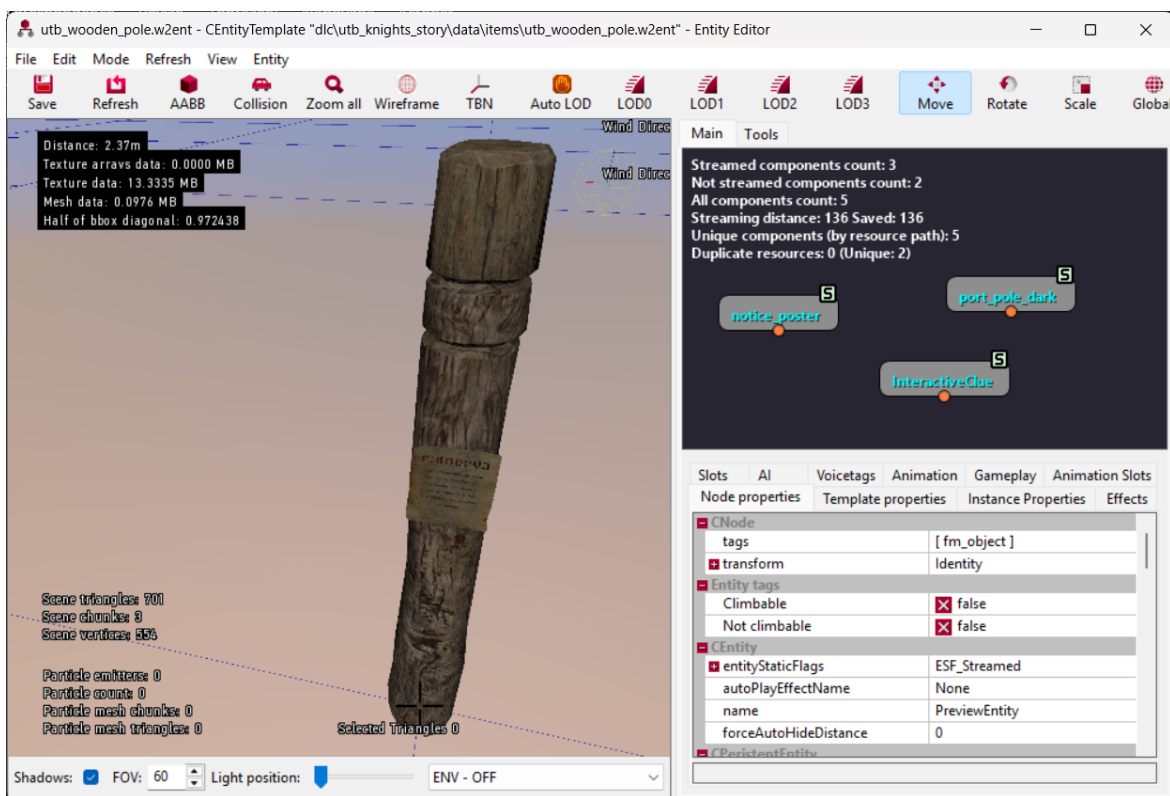 utb_wooden_pole.w2ent - CEntityTemplate "dlc\utb_knights_story\data\items\utb_wooden_pole.w2ent" - Entity Editor
File Edit Mode Refresh View Entity
Save Refresh AABB Collision Zoom all Wireframe TBN Auto LOD LOD0 LOD1 LOD2 LOD3 Move Rotate Scale Global
Distance: 2.37m
Texture arrays data: 0.0000 MB
Texture data: 13.3335 MB
Mesh data: 0.0976 MB
Half of bbox diagonal: 0.972438
Wind Direc
Wind Direc
Scene triangles: 701
Scene chunks: 3
Scene vertices: 554
Particle emitters: 0
Particle count: 0
Particle mesh chunks: 0
Particle mesh triangles: 0
Selected Triangles 0
Shadows: FOV: 60 Light position: ENV - OFF
Main Tools
Streamed components count: 3
Not streamed components count: 2
All components count: 5
Streaming distance: 136 Saved: 136
Unique components (by resource path): 5
Duplicate resources: 0 (Unique: 2)
S
notice_poster
S
port_pole_dark
S
InteractiveClue
Slots AI Voicetags Animation Gameplay Animation Slots
Node properties Template properties Instance Properties Effects
CNode
tags [ fm_object ]
transform Identity
Entity tags
Climbable false
Not climbable false
CEntity
entityStaticFlags ESF_Streamed
autoPlayEffectName None
name PreviewEntity
forceAutoHideDistance 0
CPeristentEntity